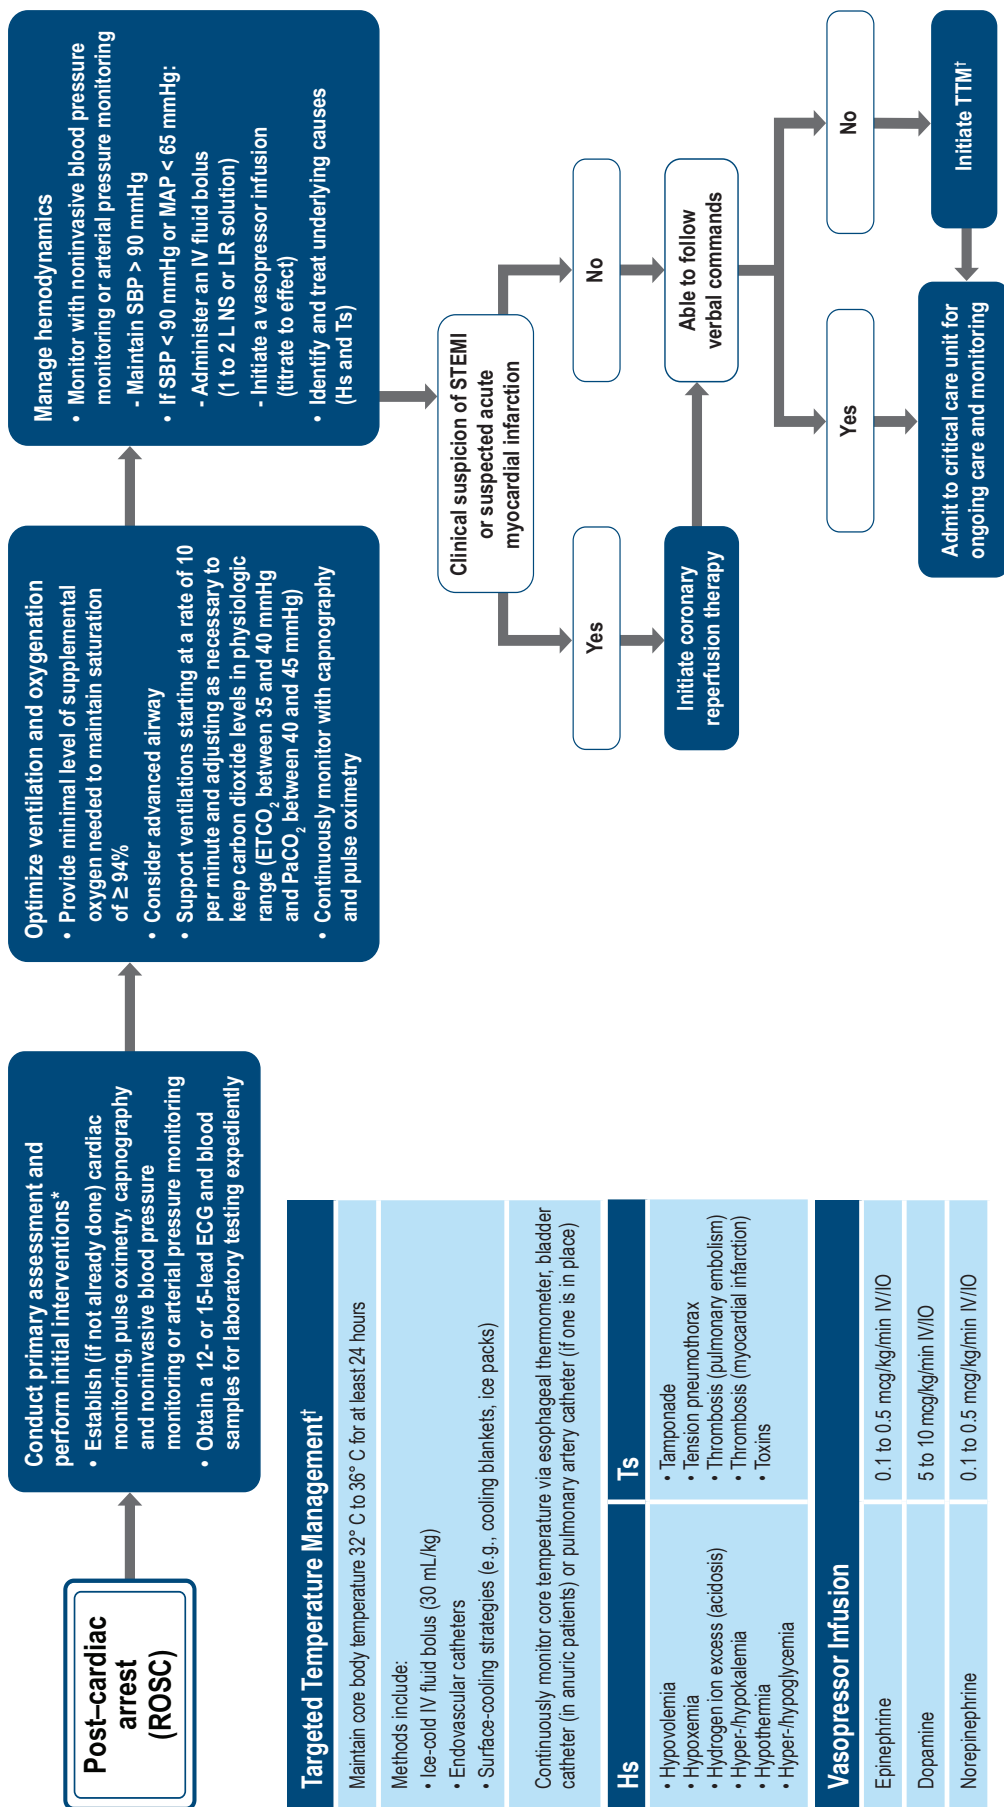 Post–cardiac
arrest
(ROSC)
Conduct primary assessment and
perform initial interventions*
• Establish (if not already done) cardiac
monitoring, pulse oximetry, capnography
and noninvasive blood pressure
monitoring or arterial pressure monitoring
• Obtain a 12- or 15-lead ECG and blood
samples for laboratory testing expediently
Optimize ventilation and oxygenation
• Provide minimal level of supplemental
oxygen needed to maintain saturation
of ≥ 94%
• Consider advanced airway
• Support ventilations starting at a rate of 10
per minute and adjusting as necessary to
keep carbon dioxide levels in physiologic
range (ETCO₂ between 35 and 40 mmHg
and PaCO₂ between 40 and 45 mmHg)
• Continuously monitor with capnography
and pulse oximetry
Manage hemodynamics
• Monitor with noninvasive blood pressure
monitoring or arterial pressure monitoring
- Maintain SBP > 90 mmHg
• If SBP < 90 mmHg or MAP < 65 mmHg:
- Administer an IV fluid bolus
(1 to 2 L NS or LR solution)
- Initiate a vasopressor infusion
(titrate to effect)
• Identify and treat underlying causes
(Hs and Ts)
Clinical suspicion of STEMI
or suspected acute
myocardial infarction
Yes
No
Initiate coronary
reperfusion therapy
Able to follow
verbal commands
Yes
No
Admit to critical care unit for
ongoing care and monitoring
Initiate TTM†
Targeted Temperature Management†
Maintain core body temperature 32° C to 36° C for at least 24 hours
Methods include:
• Ice-cold IV fluid bolus (30 mL/kg)
• Endovascular catheters
• Surface-cooling strategies (e.g., cooling blankets, ice packs)
Continuously monitor core temperature via esophageal thermometer, bladder
catheter (in anuric patients) or pulmonary artery catheter (if one is in place)
Hs
Ts
• Hypovolemia
• Hypoxemia
• Hydrogen ion excess (acidosis)
• Hyper-/hypokalemia
• Hypothermia
• Hyper-/hypoglycemia
• Tamponade
• Tension pneumothorax
• Thrombosis (pulmonary embolism)
• Thrombosis (myocardial infarction)
• Toxins
Vasopressor Infusion
Epinephrine 0.1 to 0.5 mcg/kg/min IV/IO
Dopamine 5 to 10 mcg/kg/min IV/IO
Norepinephrine 0.1 to 0.5 mcg/kg/min IV/IO